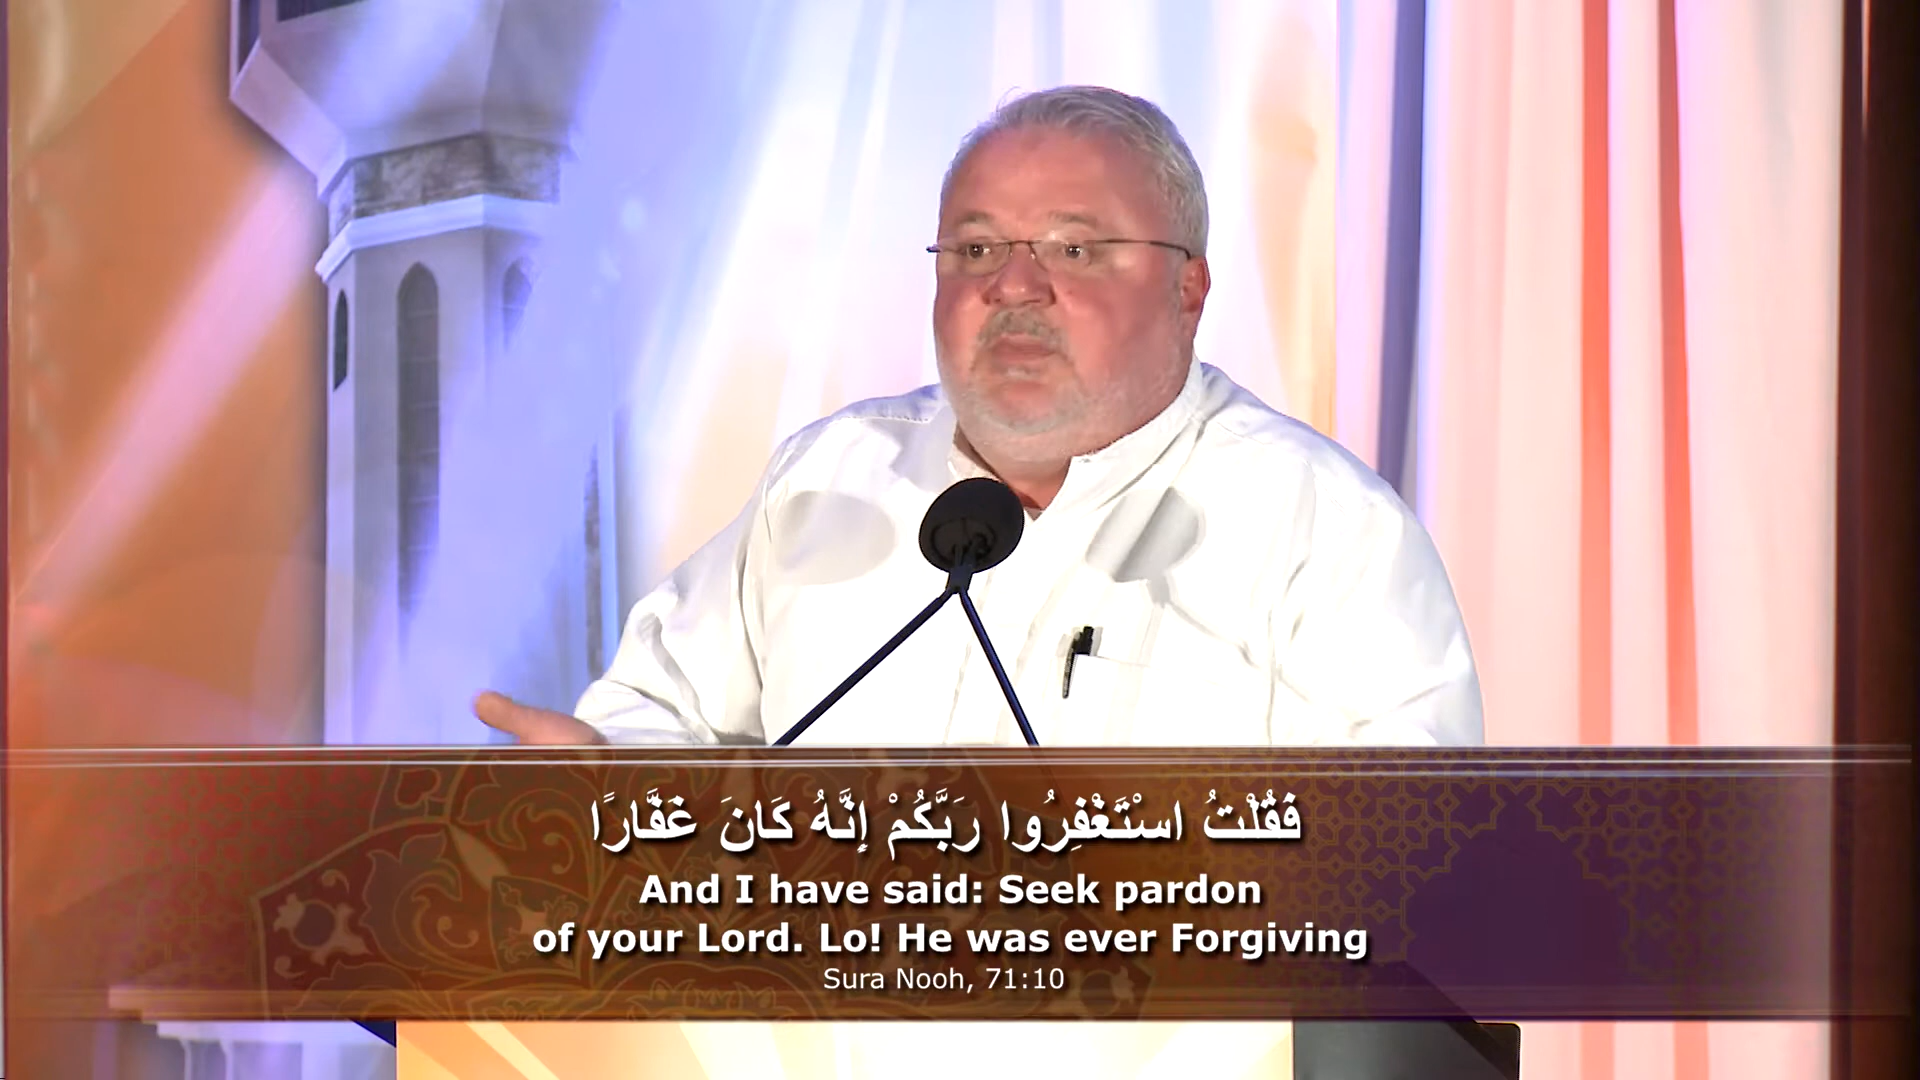 فَقُلْتُ اسْتَغْفِرُوا رَبَّكُمْ إِنَّهُ كَانَ غَفَّارًا
And I have said: Seek pardon
of your Lord. Lo! He was ever Forgiving
Sura Nooh, 71:10